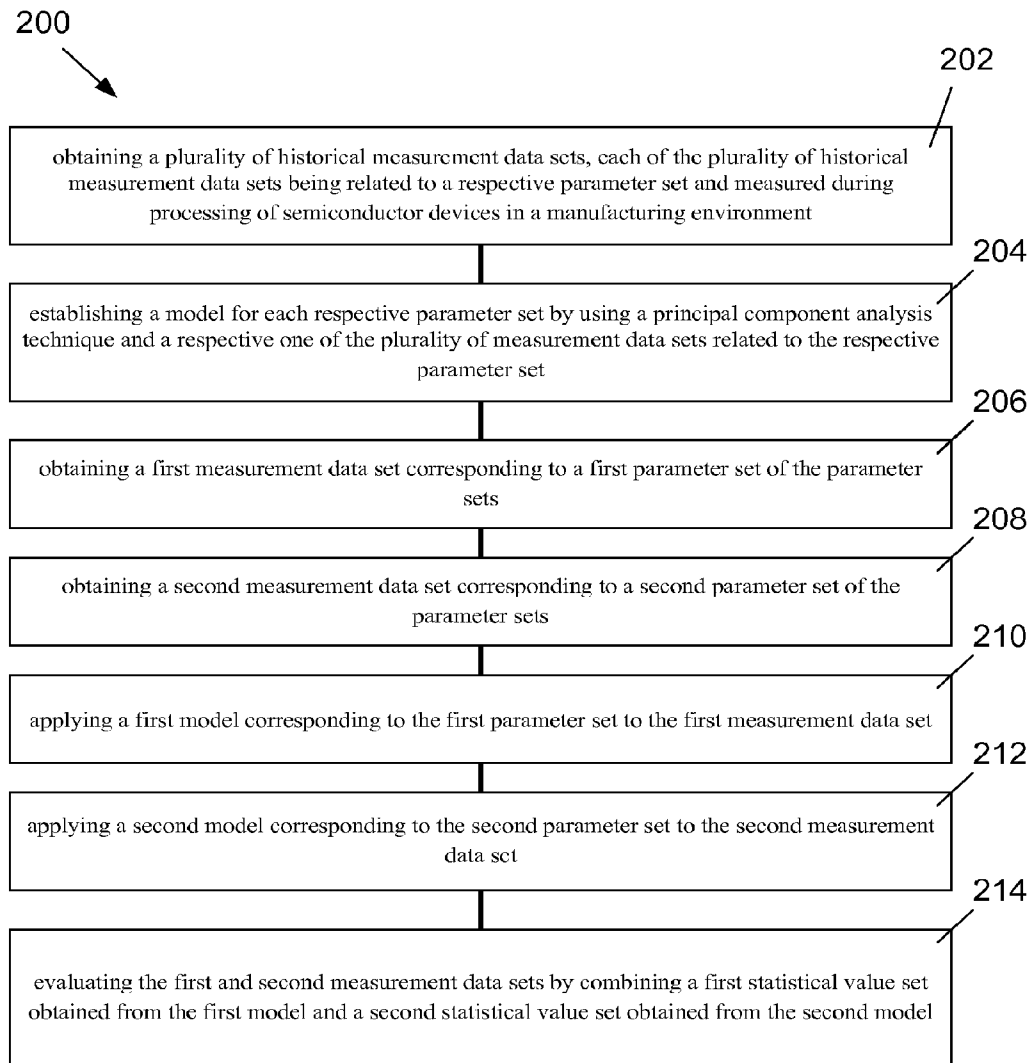 200
202
obtaining a plurality of historical measurement data sets, each of the plurality of historical
measurement data sets being related to a respective parameter set and measured during
processing of semiconductor devices in a manufacturing environment
204
establishing a model for each respective parameter set by using a principal component analysis
technique and a respective one of the plurality of measurement data sets related to the respective
parameter set
206
obtaining a first measurement data set corresponding to a first parameter set of the parameter
sets
208
obtaining a second measurement data set corresponding to a second parameter set of the
parameter sets
210
applying a first model corresponding to the first parameter set to the first measurement data set
212
applying a second model corresponding to the second parameter set to the second measurement
data set
214
evaluating the first and second measurement data sets by combining a first statistical value set
obtained from the first model and a second statistical value set obtained from the second model